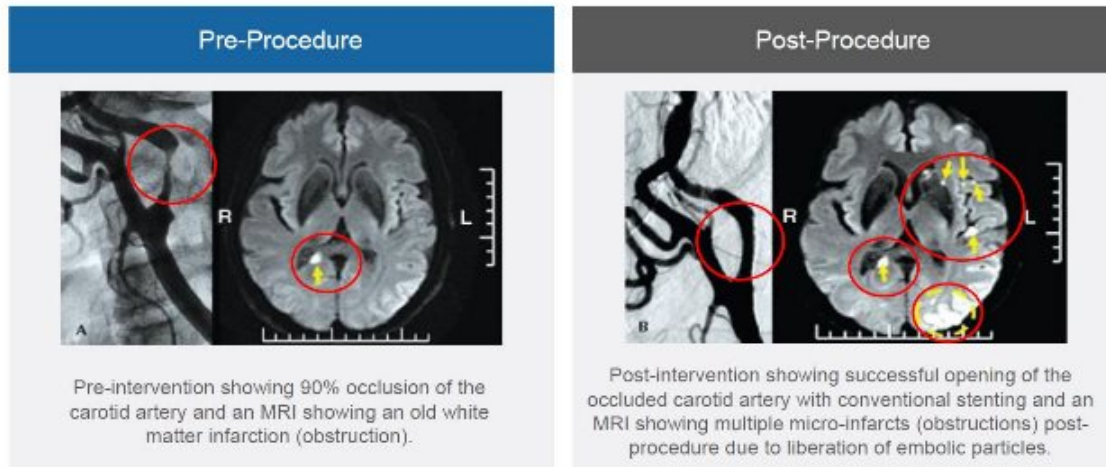 Pre-Procedure
A
R
L
Pre-intervention showing 90% occlusion of the
carotid artery and an MRI showing an old white
matter infarction (obstruction).
Post-Procedure
B
R
L
Post-intervention showing successful opening of the
occluded carotid artery with conventional stenting and an
MRI showing multiple micro-infarcts (obstructions) post-
procedure due to liberation of embolic particles.